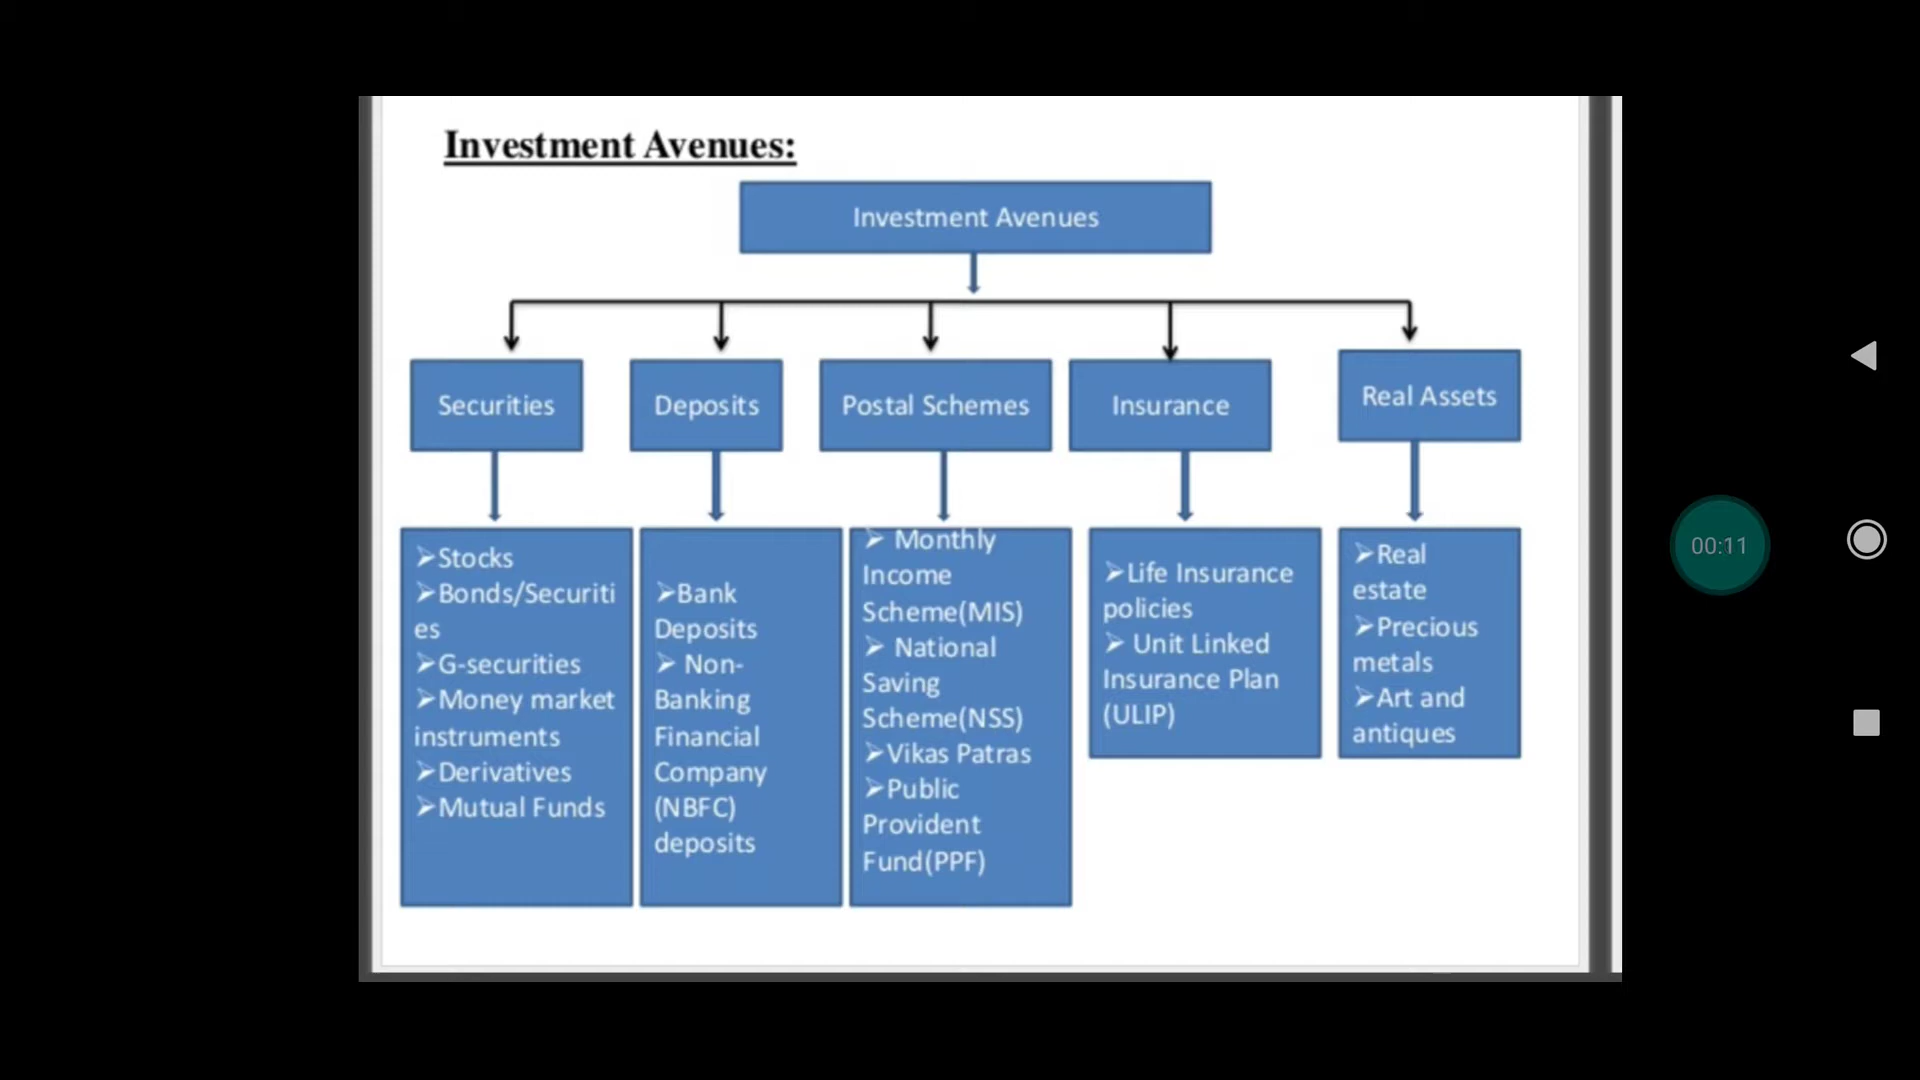 Investment Avenues:
Investment Avenues
Securities
Deposits
Postal Schemes
Insurance
Real Assets
➢Stocks
➢Bonds/Securiti
es
➢G-securities
➢Money market
instruments
➢Derivatives
➢Mutual Funds
➢Bank
Deposits
➢ Non-
Banking
Financial
Company
(NBFC)
deposits
➢ Monthly
Income
Scheme(MIS)
➢ National
Saving
Scheme(NSS)
➢Vikas Patras
➢Public
Provident
Fund(PPF)
➢Life Insurance
policies
➢ Unit Linked
Insurance Plan
(ULIP)
➢Real
estate
➢Precious
metals
➢Art and
antiques
00:11